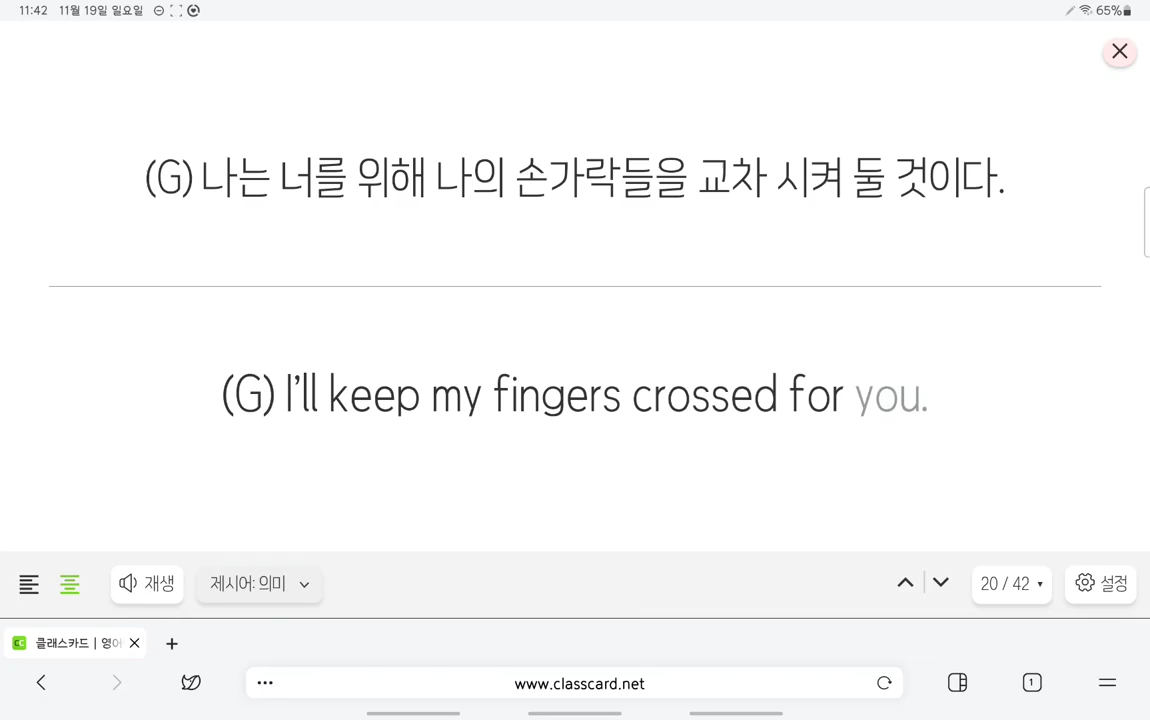 11:42 11월 19일 일요일
65%
(G) 나는 너를 위해 나의 손가락들을 교차 시켜 둘 것이다.
(G) I'll keep my fingers crossed for you.
재생
제시어: 의미
20 / 42
설정
클래스카드 | 영어
www.classcard.net
1